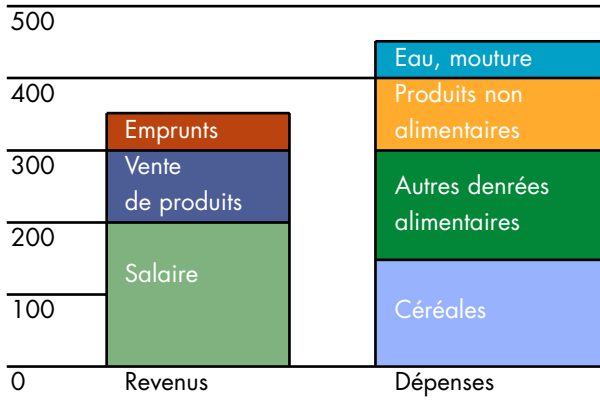 500
400
300
200
100
0
Emprunts
Vente
de produits
Salaire
Revenus
Eau, mouture
Produits non
alimentaires
Autres denrées
alimentaires
Céréales
Dépenses